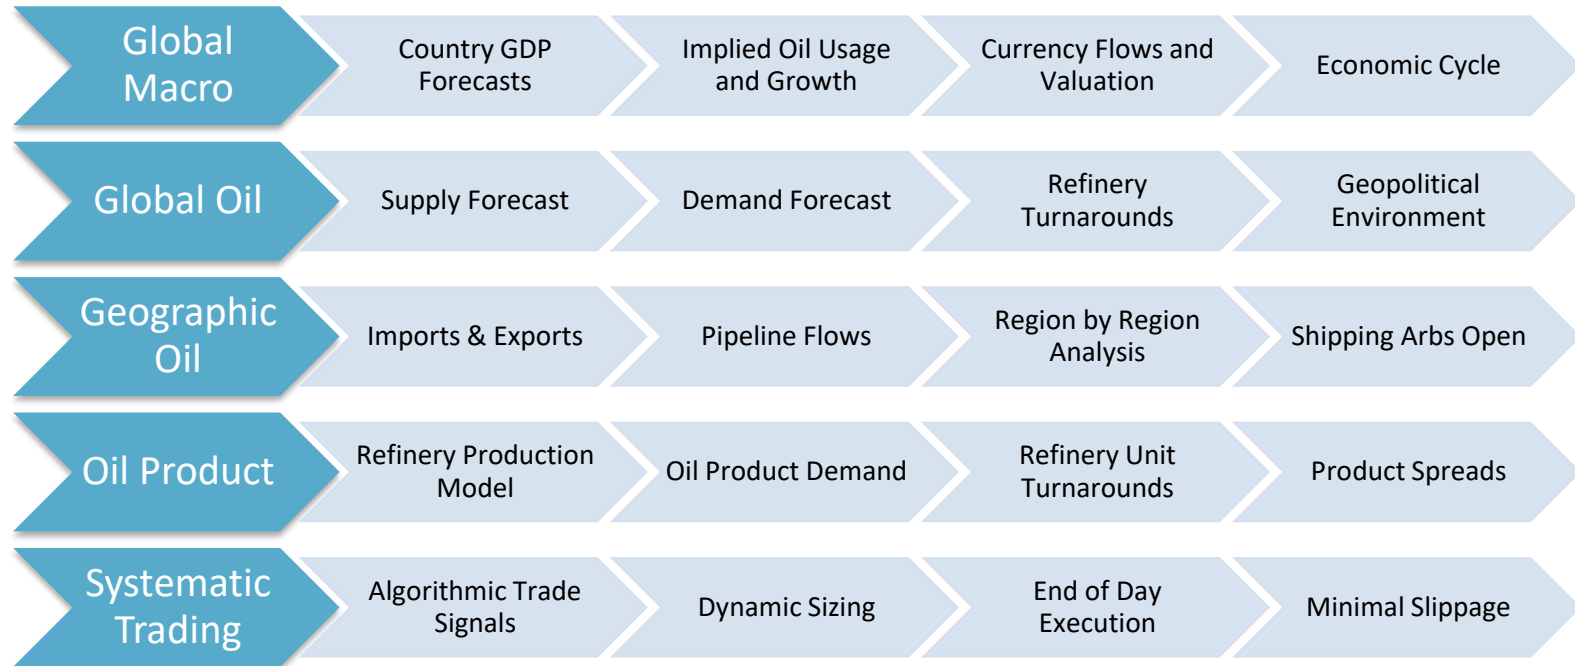 Global
Macro
Country GDP
Forecasts
Implied Oil Usage
and Growth
Currency Flows and
Valuation
Economic Cycle
Global Oil
Supply Forecast
Demand Forecast
Refinery
Turnarounds
Geopolitical
Environment
Geographic
Oil
Imports & Exports
Pipeline Flows
Region by Region
Analysis
Shipping Arbs Open
Oil Product
Refinery Production
Model
Oil Product Demand
Refinery Unit
Turnarounds
Product Spreads
Systematic
Trading
Algorithmic Trade
Signals
Dynamic Sizing
End of Day
Execution
Minimal Slippage